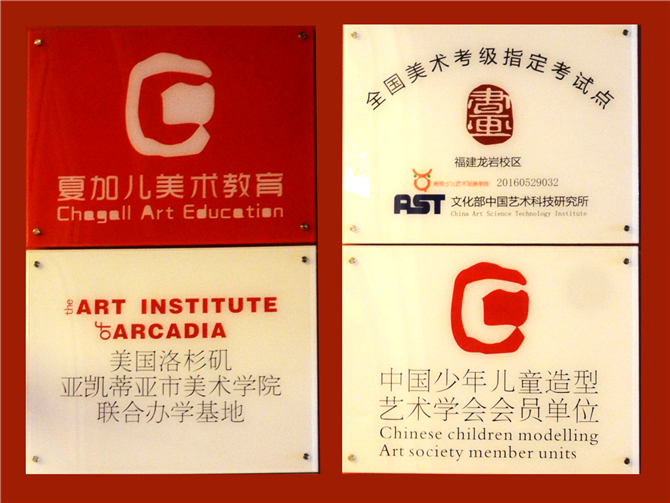 夏加儿美术教育
Chagall Art Education
the ART INSTITUTE
of ARCADIA
美国洛杉矶
亚凯蒂亚市美术学院
联合办学基地
全国美术考级指定考试点
書画
福建龙岩校区
20160529032
AST 文化部中国艺术科技研究所
China Art Science Technology Institute
中国少年儿童造型
艺术学会会员单位
Chinese children modelling
Art society member units